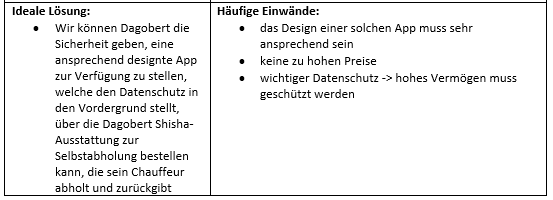 Ideale Lösung:
• Wir können Dagobert die
Sicherheit geben, eine
ansprechend designte App
zur Verfügung zu stellen,
welche den Datenschutz in
den Vordergrund stellt,
über die Dagobert Shisha-
Ausstattung zur
Selbstabholung bestellen
kann, die sein Chauffeur
abholt und zurückgibt
Häufige Einwände:
• das Design einer solchen App muss sehr
ansprechend sein
• keine zu hohen Preise
• wichtiger Datenschutz -> hohes Vermögen muss
geschützt werden